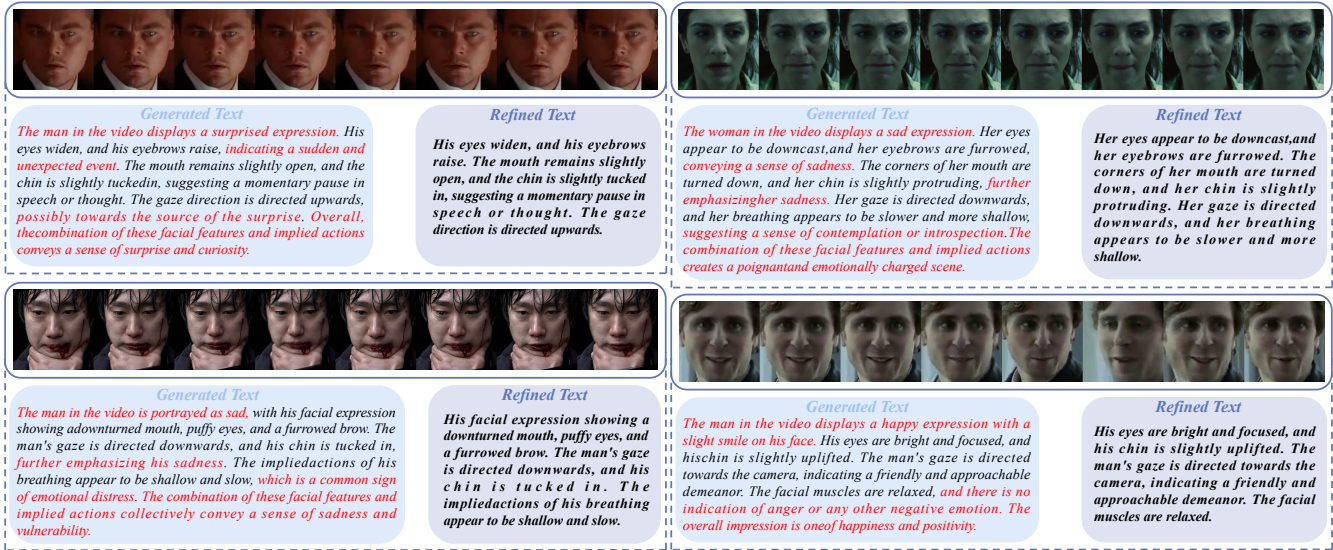 Generated Text
The man in the video displays a surprised expression. His
eyes widen, and his eyebrows raise, indicating a sudden and
unexpected event. The mouth remains slightly open, and the
chin is slightly tuckedin, suggesting a momentary pause in
speech or thought. The gaze direction is directed upwards,
possibly towards the source of the surprise. Overall,
thecombination of these facial features and implied actions
conveys a sense of surprise and curiosity.
Refined Text
His eyes widen, and his eyebrows
raise. The mouth remains slightly
open, and the chin is slightly tucked
in, suggesting a momentary pause in
speech or thought. The gaze
direction is directed upwards.
Generated Text
The woman in the video displays a sad expression. Her eyes
appear to be downcast,and her eyebrows are furrowed,
conveying a sense of sadness. The corners of her mouth are
turned down, and her chin is slightly protruding, further
emphasizingher sadness. Her gaze is directed downwards,
and her breathing appears to be slower and more shallow,
suggesting a sense of contemplation or introspection.The
combination of these facial features and implied actions
creates a poignantand emotionally charged scene.
Refined Text
Her eyes appear to be downcast,and
her eyebrows are furrowed. The
corners of her mouth are turned
down, and her chin is slightly
protruding. Her gaze is directed
downwards, and her breathing
appears to be slower and more
shallow.
Generated Text
The man in the video is portrayed as sad, with his facial expression
showing adownturned mouth, puffy eyes, and a furrowed brow. The
man's gaze is directed downwards, and his chin is tucked in,
further emphasizing his sadness. The impliedactions of his
breathing appear to be shallow and slow, which is a common sign
of emotional distress. The combination of these facial features and
implied actions collectively convey a sense of sadness and
vulnerability.
Refined Text
His facial expression showing a
downturned mouth, puffy eyes, and
a furrowed brow. The man's gaze
is directed downwards, and his
chin is tucked in. The
impliedactions of his breathing
appear to be shallow and slow.
Generated Text
The man in the video displays a happy expression with a
slight smile on his face. His eyes are bright and focused, and
hischin is slightly uplifted. The man's gaze is directed
towards the camera, indicating a friendly and approachable
demeanor. The facial muscles are relaxed, and there is no
indication of anger or any other negative emotion. The
overall impression is oneof happiness and positivity.
Refined Text
His eyes are bright and focused, and
his chin is slightly uplifted. The
man's gaze is directed towards the
camera, indicating a friendly and
approachable demeanor. The facial
muscles are relaxed.